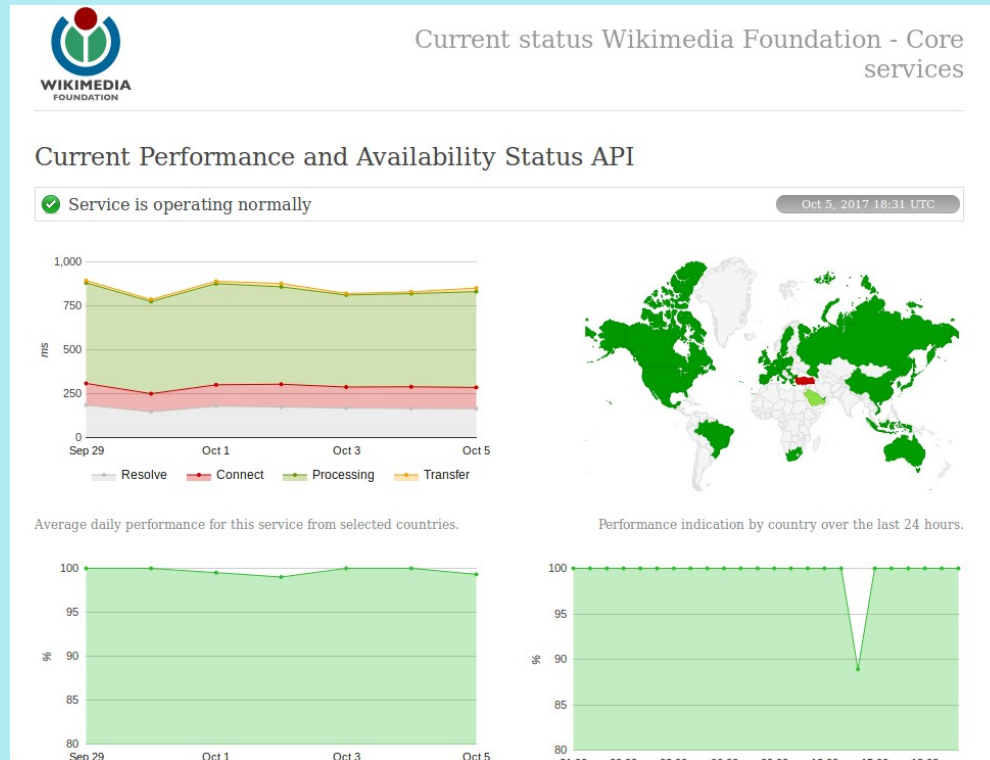 WIKIMEDIA
FOUNDATION
Current status Wikimedia Foundation - Core
services
Current Performance and Availability Status API
Service is operating normally
Oct 5, 2017 18:31 UTC
1,000
750
500
250
0
ms
Sep 29
Oct 1
Oct 3
Oct 5
Resolve
Connect
Processing
Transfer
Average daily performance for this service from selected countries.
Performance indication by country over the last 24 hours.
100
95
90
85
80
%
Sep 29
Oct 1
Oct 3
Oct 5
100
95
90
85
80
%